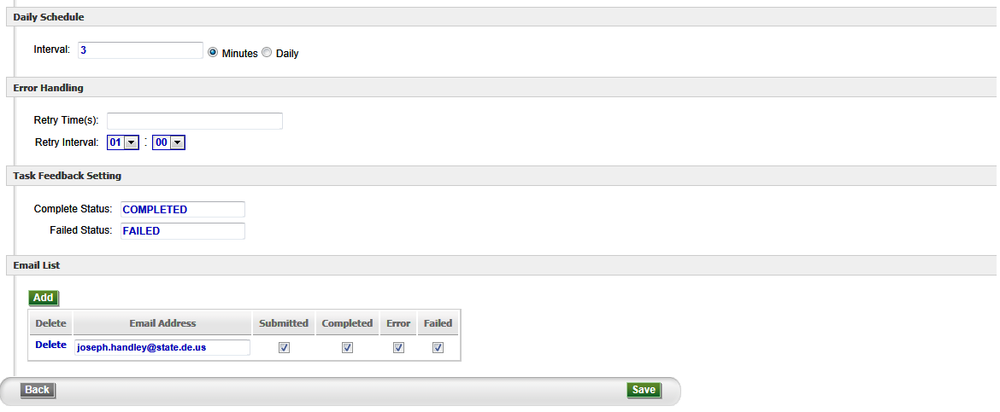 Daily Schedule
Interval: 3 Minutes Daily
Error Handling
Retry Time(s):
Retry Interval: 01 : 00
Task Feedback Setting
Complete Status: COMPLETED
Failed Status: FAILED
Email List
Add
Delete Email Address Submitted Completed Error Failed
Delete joseph.handley@state.de.us
Back Save